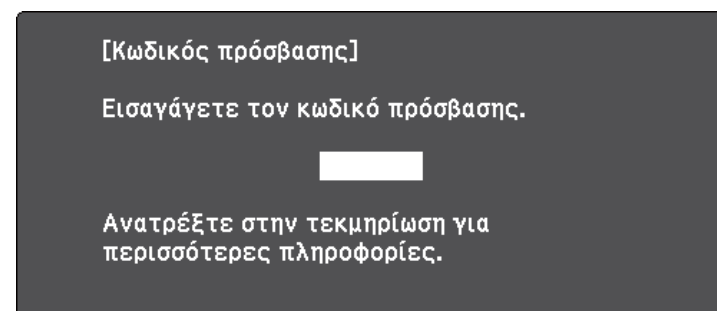 [Κωδικός πρόσβασης]
Εισαγάγετε τον κωδικό πρόσβασης.
Ανατρέξτε στην τεκμηρίωση για
περισσότερες πληροφορίες.